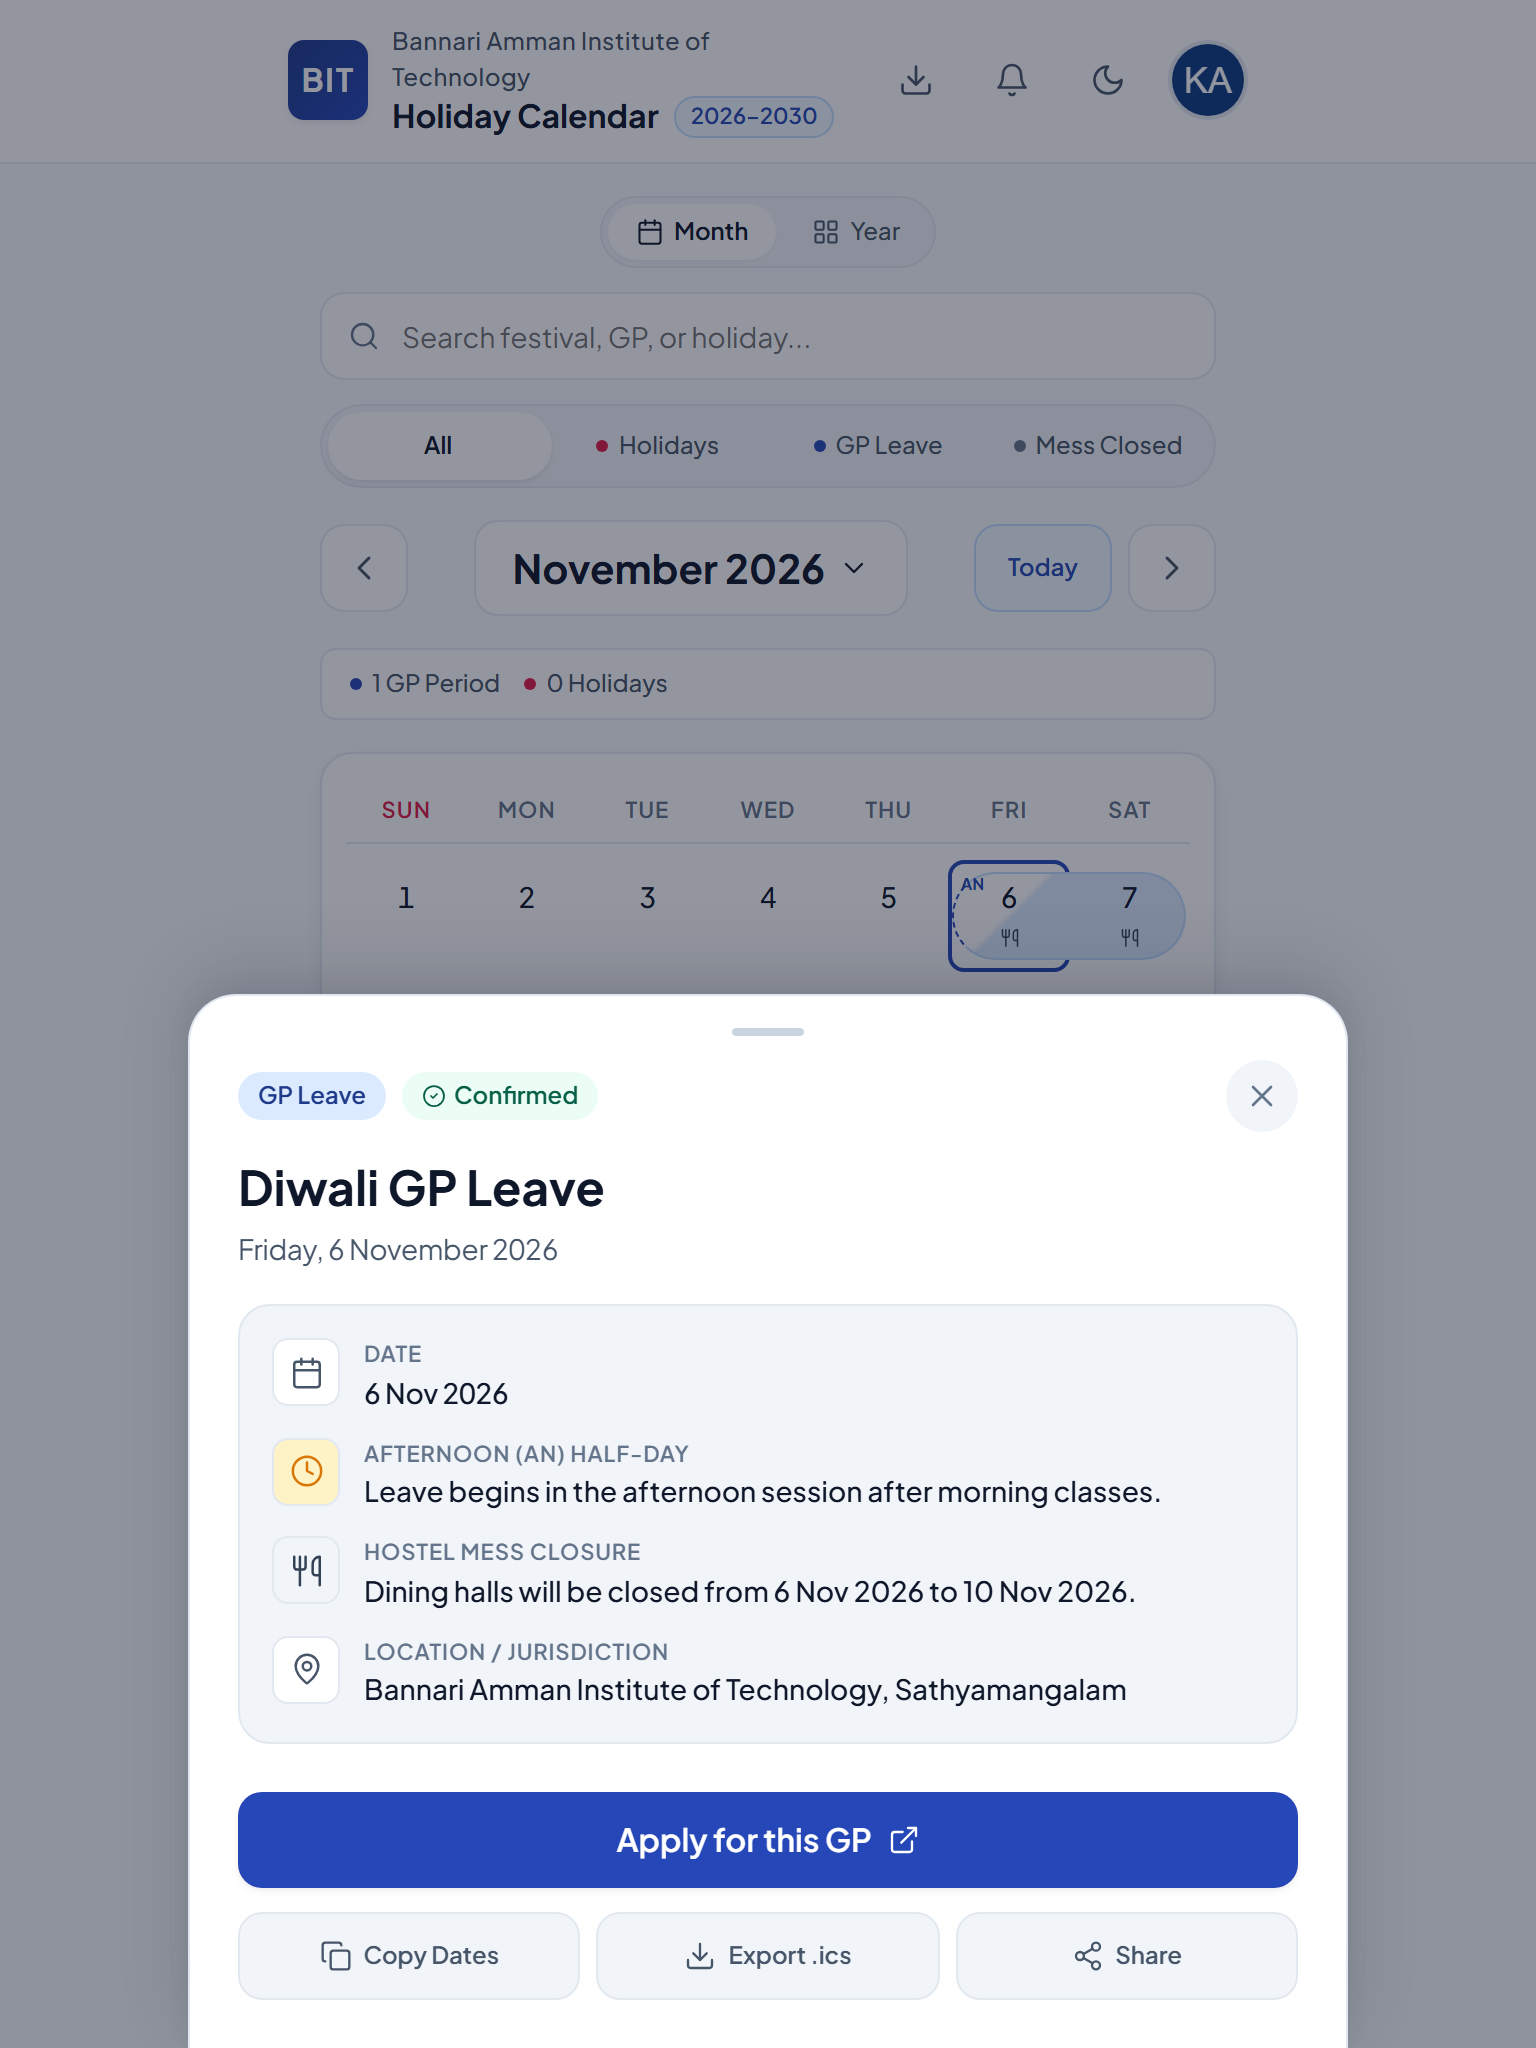 BIT
Bannari Amman Institute of
Technology
Holiday Calendar 2026–2030
KA
Month Year
Search festival, GP, or holiday...
All Holidays GP Leave Mess Closed
November 2026 Today
1 GP Period 0 Holidays
SUN MON TUE WED THU FRI SAT
1 2 3 4 5 AN 6 7
GP Leave Confirmed
Diwali GP Leave
Friday, 6 November 2026
DATE
6 Nov 2026
AFTERNOON (AN) HALF-DAY
Leave begins in the afternoon session after morning classes.
HOSTEL MESS CLOSURE
Dining halls will be closed from 6 Nov 2026 to 10 Nov 2026.
LOCATION / JURISDICTION
Bannari Amman Institute of Technology, Sathyamangalam
Apply for this GP
Copy Dates Export .ics Share